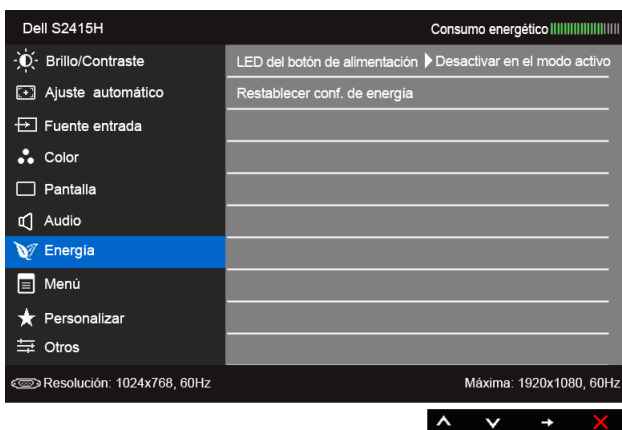 Dell S2415H Consumo energético
Brillo/Contraste
LED del botón de alimentación Desactivar en el modo activo
Ajuste automático
Restablecer conf. de energía
Fuente entrada
Color
Pantalla
Audio
Energía
Menú
Personalizar
Otros
Resolución: 1024x768, 60Hz Máxima: 1920x1080, 60Hz